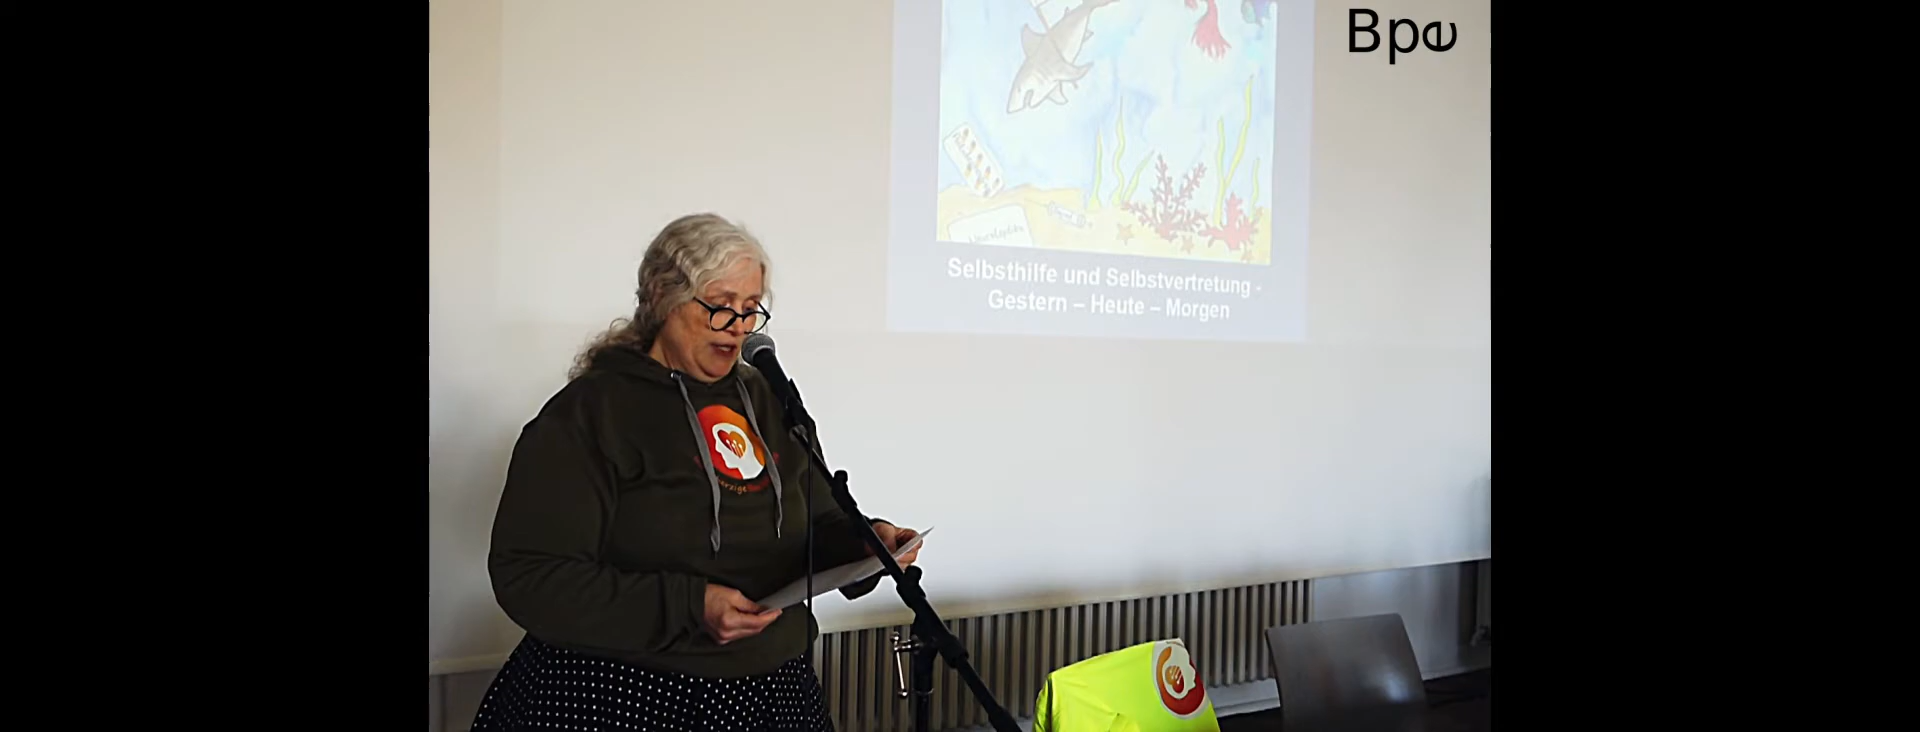 Bpe
Selbsthilfe und Selbstvertretung -
Gestern – Heute – Morgen